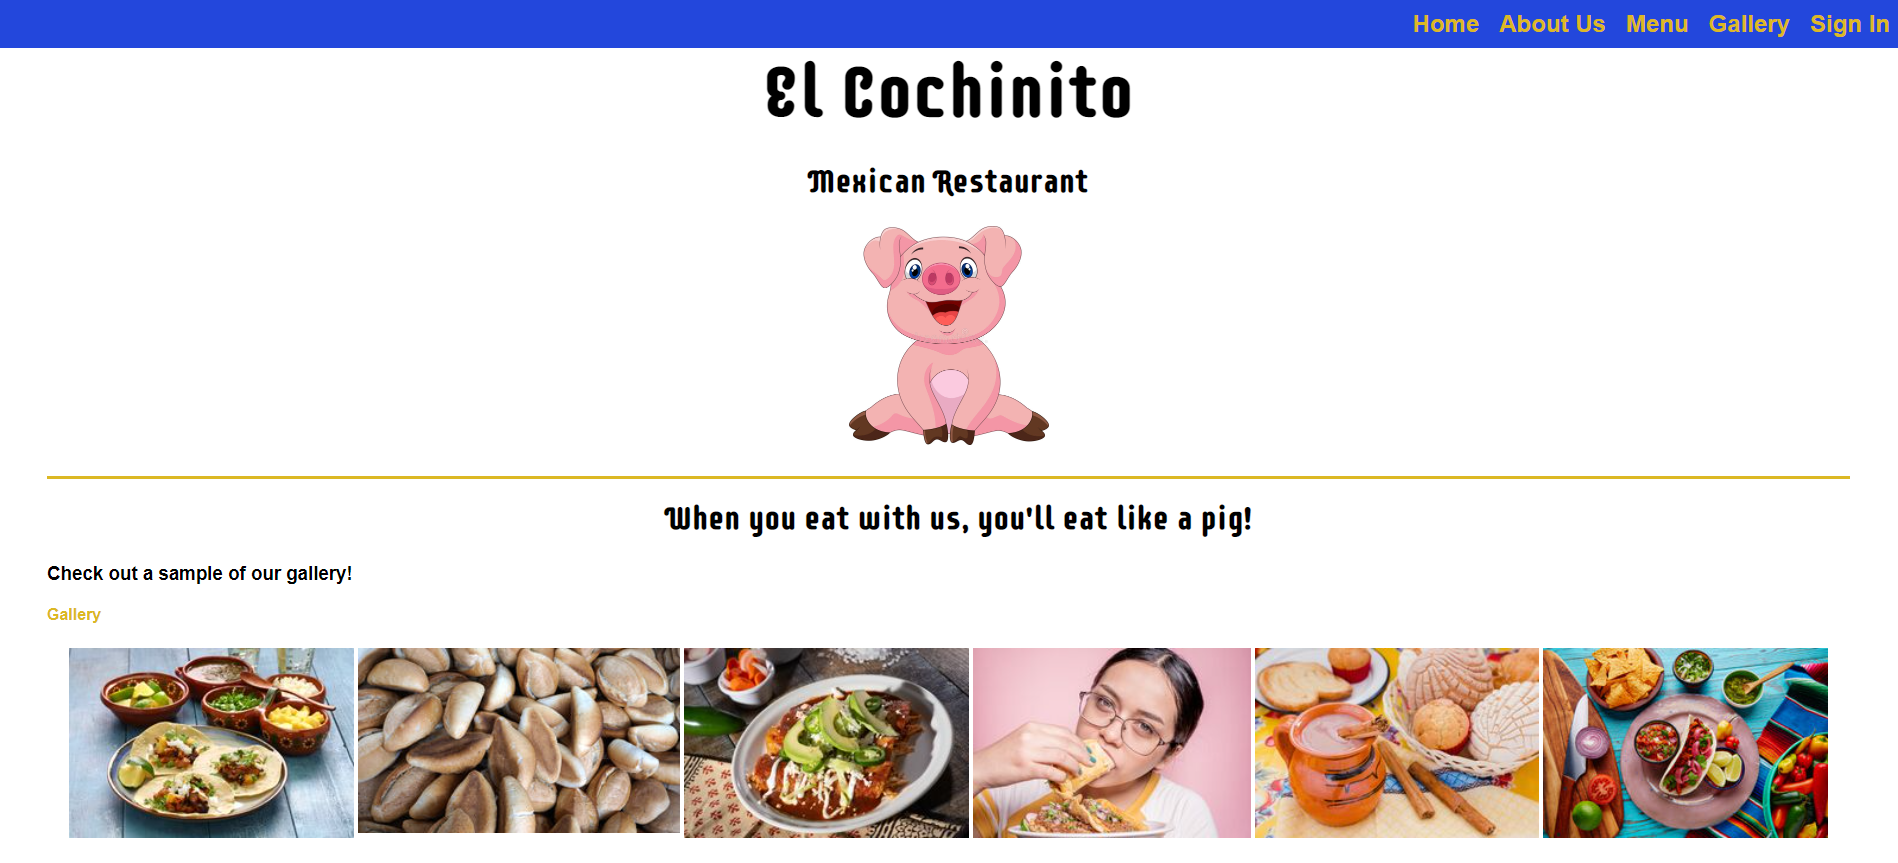 Home About Us Menu Gallery Sign In
El Cochinito
Mexican Restaurant
When you eat with us, you'll eat like a pig!
Check out a sample of our gallery!
Gallery